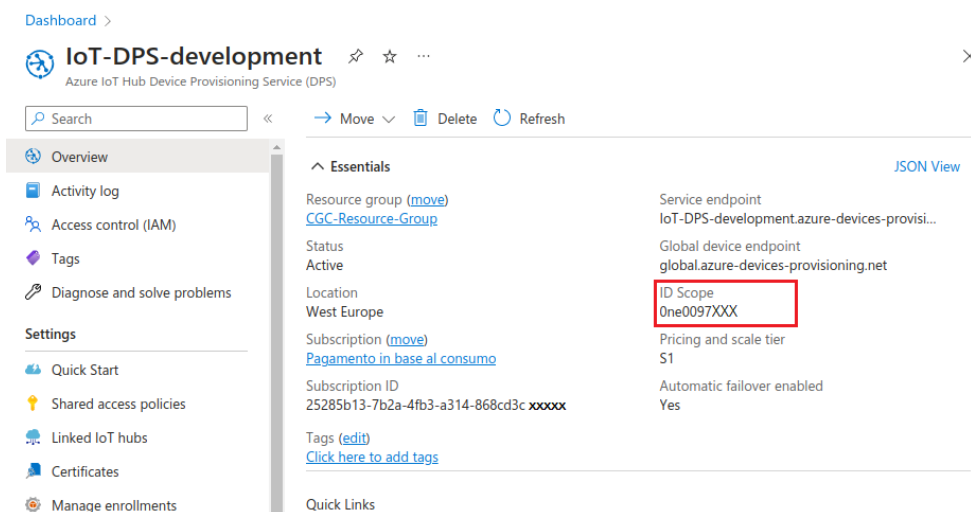 Dashboard >
IoT-DPS-development
Azure IoT Hub Device Provisioning Service (DPS)
Search
Overview
Activity log
Access control (IAM)
Tags
Diagnose and solve problems
Settings
Quick Start
Shared access policies
Linked IoT hubs
Certificates
Manage enrollments
Move
Delete
Refresh
Essentials
JSON View
Resource group (move)
CGC-Resource-Group
Status
Active
Location
West Europe
Subscription (move)
Pagamento in base al consumo
Subscription ID
25285b13-7b2a-4fb3-a314-868cd3c xxxxx
Tags (edit)
Click here to add tags
Service endpoint
IoT-DPS-development.azure-devices-provisi...
Global device endpoint
global.azure-devices-provisioning.net
ID Scope
0ne0097XXX
Pricing and scale tier
S1
Automatic failover enabled
Yes
Quick Links